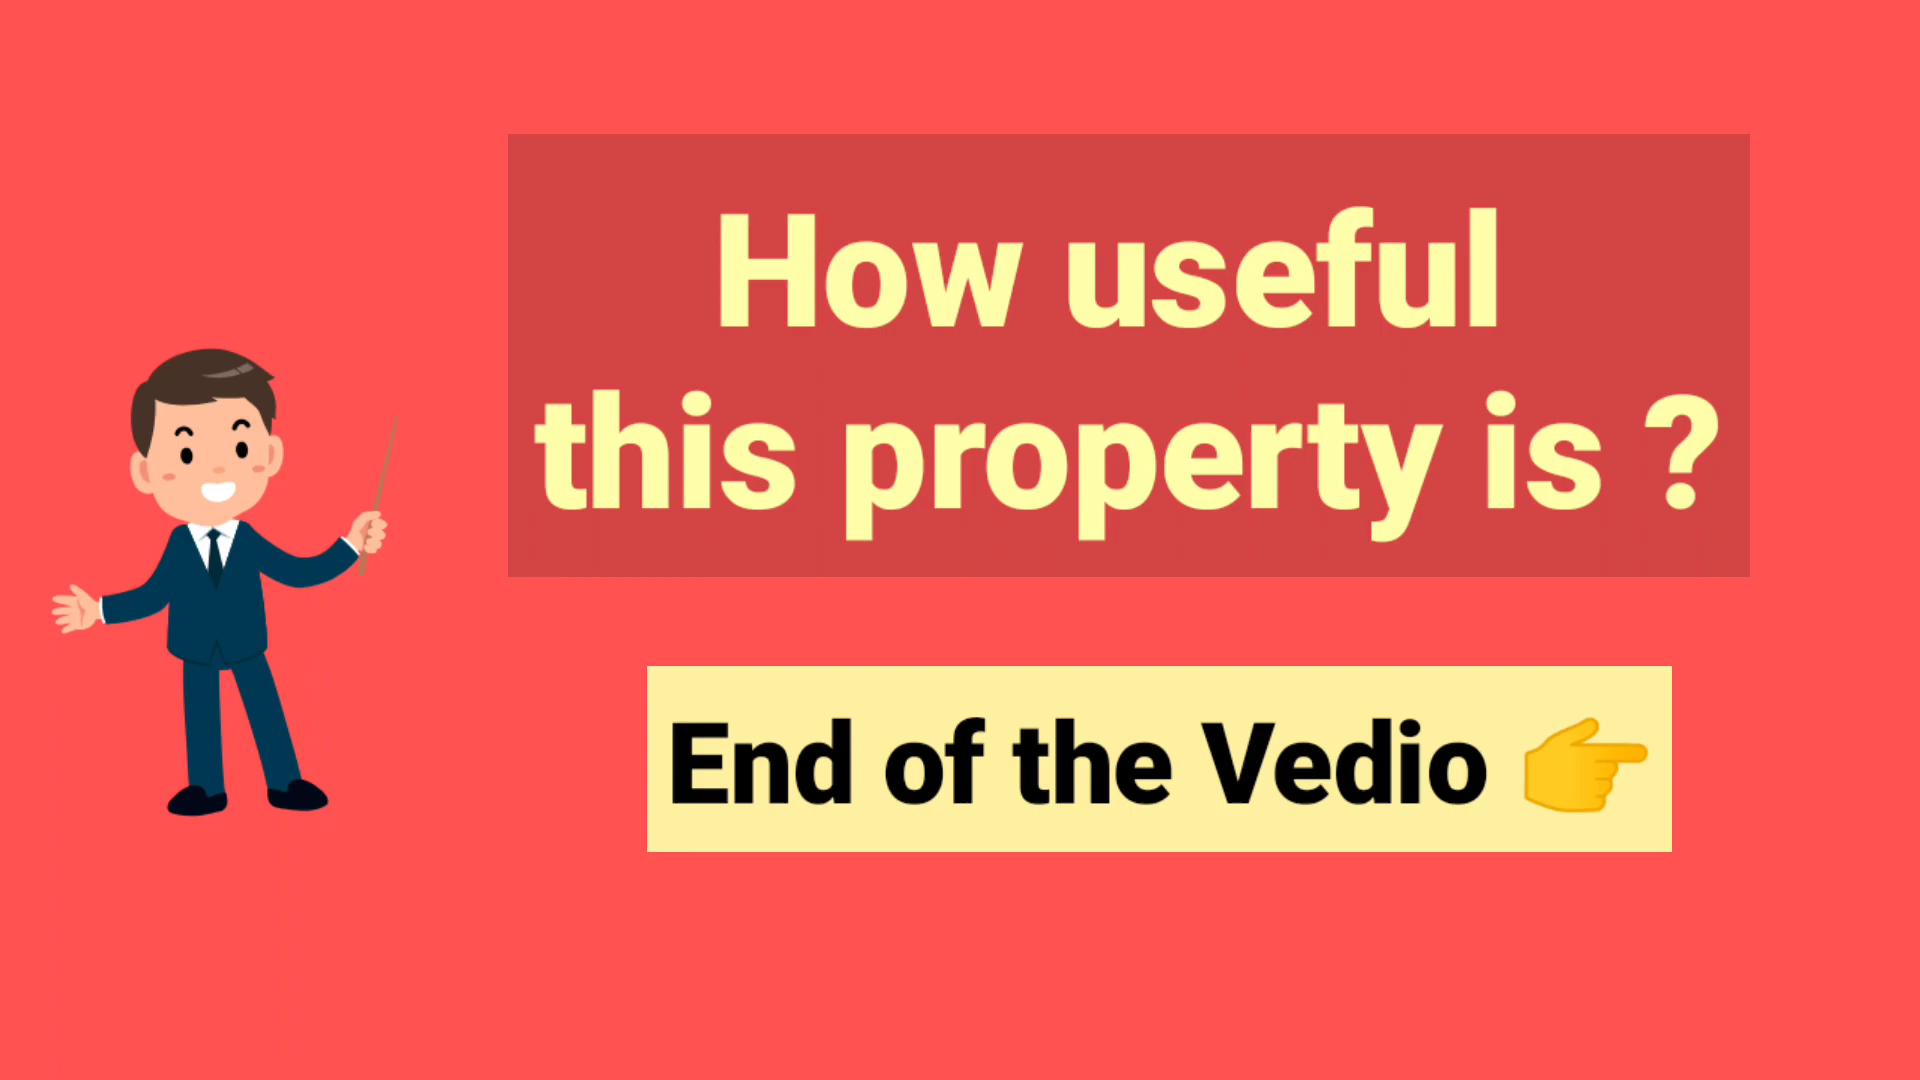 How useful
this property is ?
End of the Vedio 👉